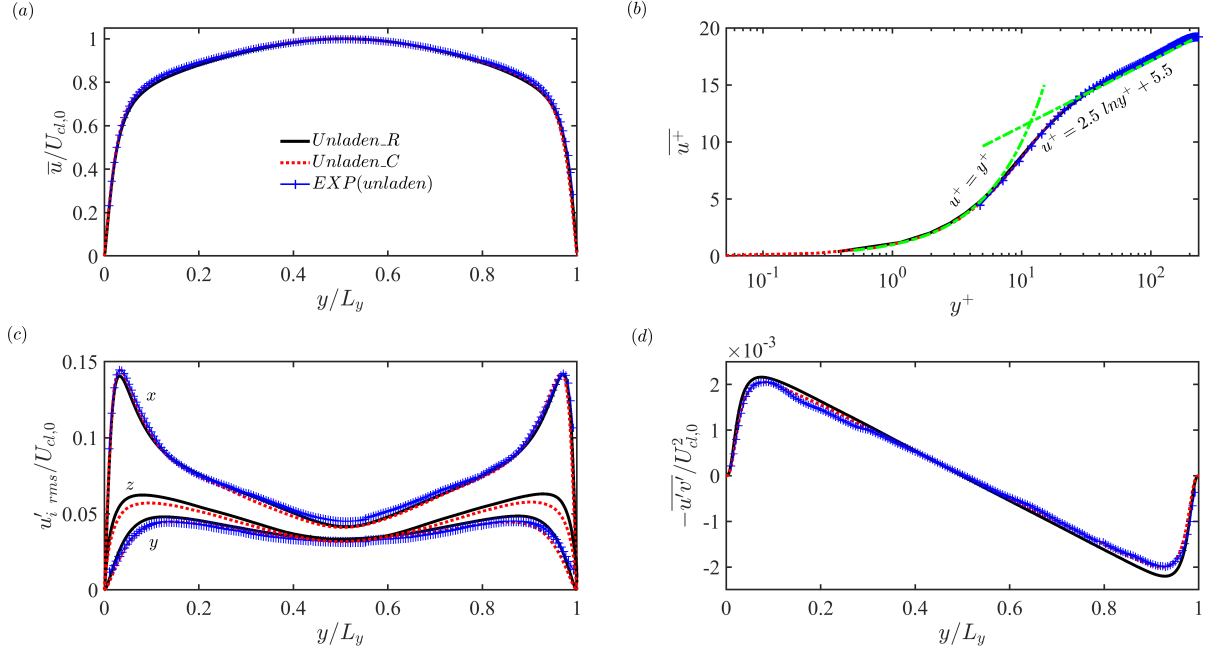 (a)
1
0.8
0.6
0.4
0.2
0
u̅/U_{cl,0}
Unladen_R
Unladen_C
EXP(unladen)
0 0.2 0.4 0.6 0.8 1
y/L_y
(b)
20
15
10
5
0
\overline{u^+}
u^+ = y^+
u^+ = 2.5 lny^+ + 5.5
10^{-1} 10^0 10^1 10^2
y^+
(c)
0.15
0.1
0.05
0
u'_{i rms}/U_{cl,0}
x
z
y
0 0.2 0.4 0.6 0.8 1
y/L_y
(d)
×10^{-3}
2
1
0
-1
-2
-\overline{u'v'}/U^2_{cl,0}
0 0.2 0.4 0.6 0.8 1
y/L_y